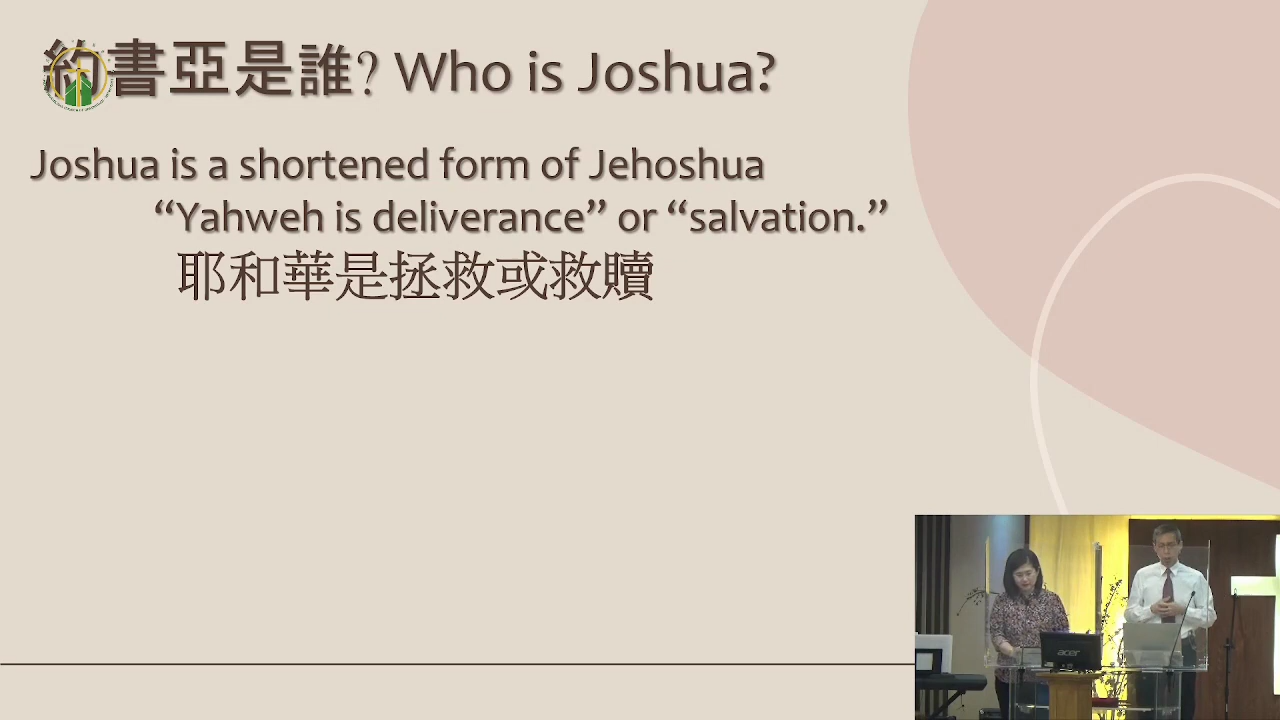 約書亞是誰? Who is Joshua?
Joshua is a shortened form of Jehoshua
“Yahweh is deliverance” or “salvation.”
耶和華是拯救或救贖
acer